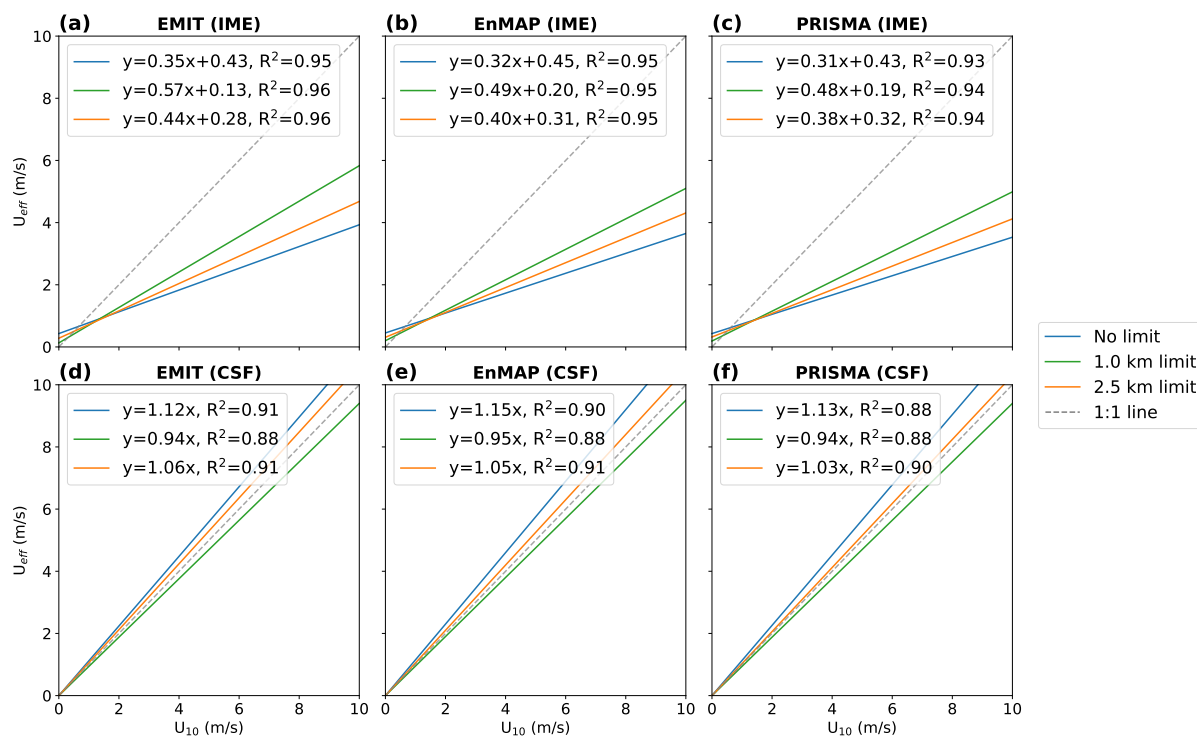 (a) EMIT (IME)
y=0.35x+0.43, R²=0.95
y=0.57x+0.13, R²=0.96
y=0.44x+0.28, R²=0.96
10
8
6
4
2
0
U_eff (m/s)
(b) EnMAP (IME)
y=0.32x+0.45, R²=0.95
y=0.49x+0.20, R²=0.95
y=0.40x+0.31, R²=0.95
(c) PRISMA (IME)
y=0.31x+0.43, R²=0.93
y=0.48x+0.19, R²=0.94
y=0.38x+0.32, R²=0.94
No limit
1.0 km limit
2.5 km limit
1:1 line
(d) EMIT (CSF)
y=1.12x, R²=0.91
y=0.94x, R²=0.88
y=1.06x, R²=0.91
10
8
6
4
2
0
U_eff (m/s)
0 2 4 6 8 10
U₁₀ (m/s)
(e) EnMAP (CSF)
y=1.15x, R²=0.90
y=0.95x, R²=0.88
y=1.05x, R²=0.91
0 2 4 6 8 10
U₁₀ (m/s)
(f) PRISMA (CSF)
y=1.13x, R²=0.88
y=0.94x, R²=0.88
y=1.03x, R²=0.90
0 2 4 6 8 10
U₁₀ (m/s)